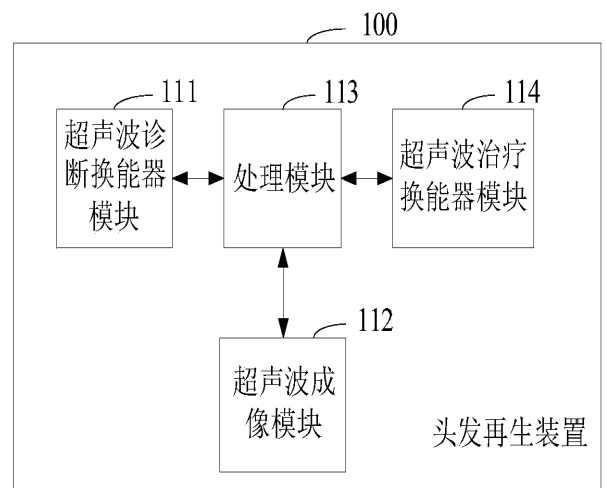 100
111
113
114
超声波诊
断换能器
模块
处理模块
超声波治疗
换能器模块
112
超声波成
像模块
头发再生装置